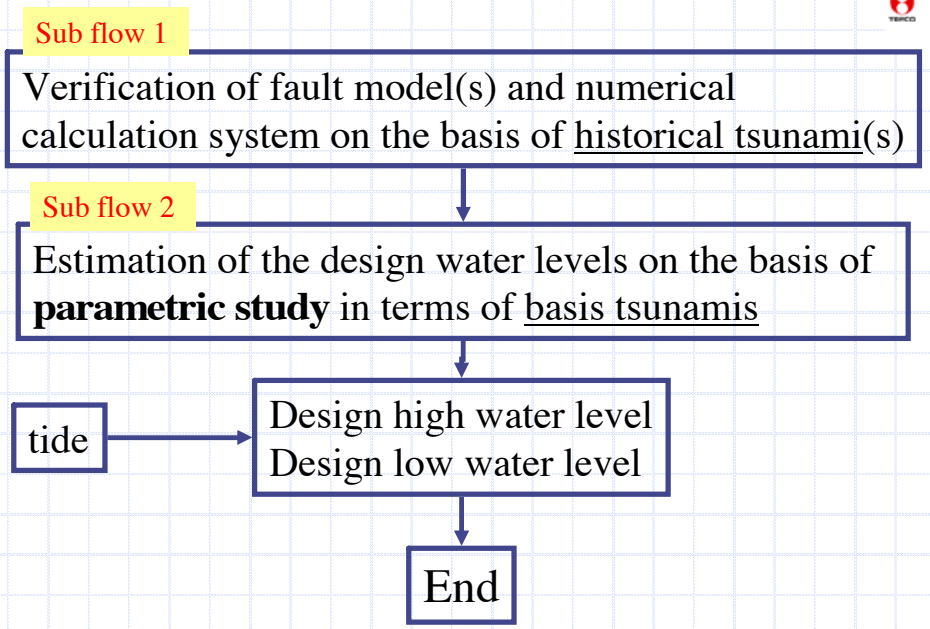 TEPCO
Sub flow 1
Verification of fault model(s) and numerical
calculation system on the basis of historical tsunami(s)
Sub flow 2
Estimation of the design water levels on the basis of
parametric study in terms of basis tsunamis
tide
Design high water level
Design low water level
End